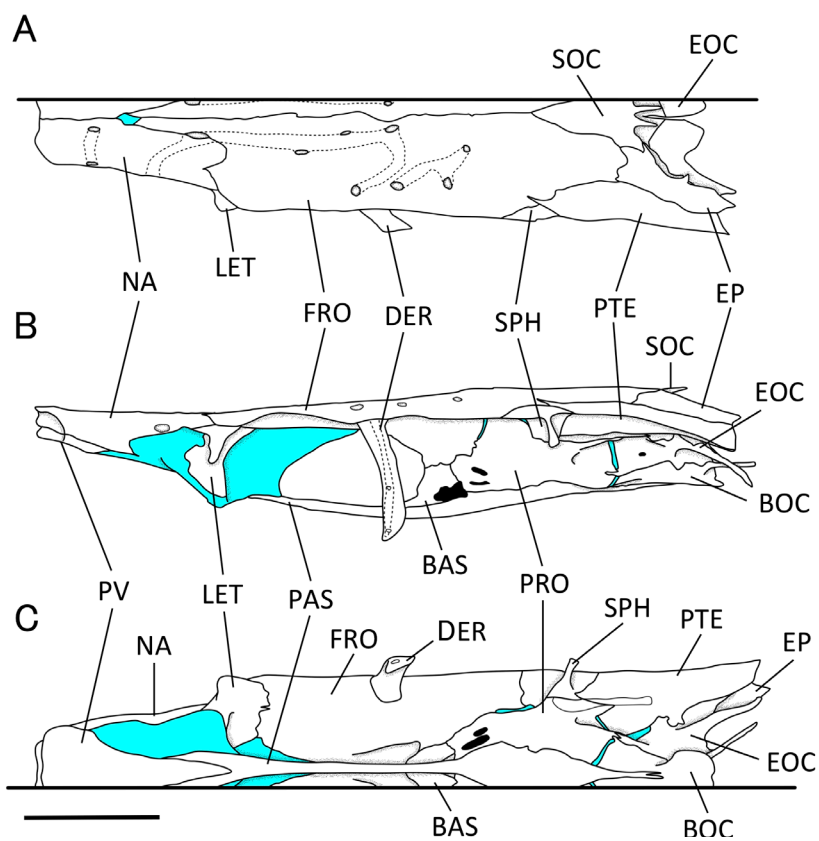 A
SOC
EOC
NA
LET
FRO
DER
SPH
PTE
EP
B
SOC
EOC
BOC
BAS
PV
LET
PAS
PRO
C
NA
FRO
DER
SPH
PTE
EP
EOC
BAS
BOC